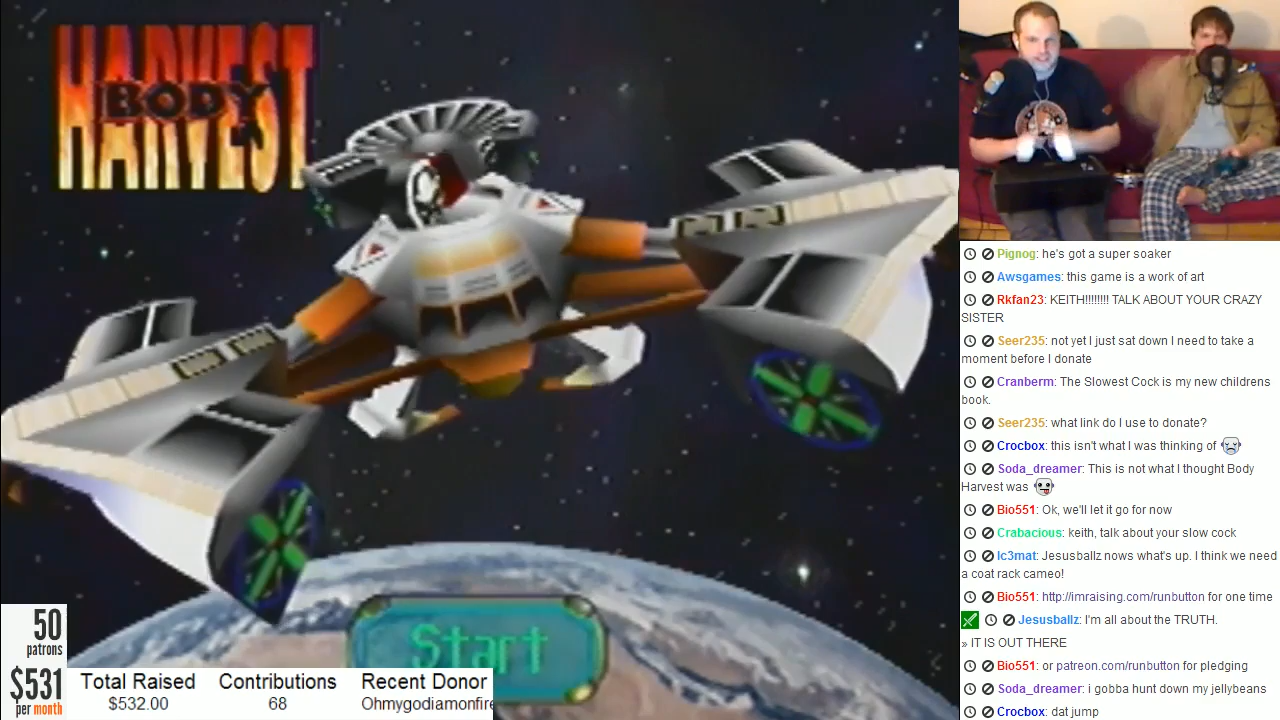 HARVEST
BODY
Start
50
patrons
$531
per month
Total Raised
$532.00
Contributions
68
Recent Donor
Ohmygodiamonfire
Pignog: he's got a super soaker
Awsgames: this game is a work of art
Rkfan23: KEITH!!!!!!!! TALK ABOUT YOUR CRAZY
SISTER
Seer235: not yet I just sat down I need to take a
moment before I donate
Cranberm: The Slowest Cock is my new childrens
book.
Seer235: what link do I use to donate?
Crocbox: this isn't what I was thinking of
Soda_dreamer: This is not what I thought Body
Harvest was
Bio551: Ok, we'll let it go for now
Crabacious: keith, talk about your slow cock
Ic3mat: Jesusballz nows what's up. I think we need
a coat rack cameo!
Bio551: http://imraising.com/runbutton for one time
Jesusballz: I'm all about the TRUTH.
» IT IS OUT THERE
Bio551: or patreon.com/runbutton for pledging
Soda_dreamer: i gobba hunt down my jellybeans
Crocbox: dat jump